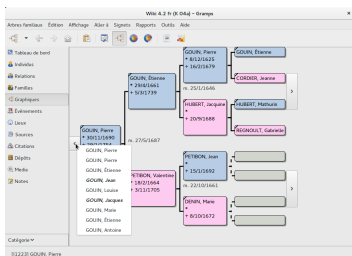 Wiki 4.2 fr (K 04a) - Gramps
Arbres familiaux Édition Affichage Aller à Signets Rapports Outils Aide
Tableau de bord
Individus
Relations
Familles
Graphiques
Événements
Lieux
Sources
Citations
Dépôts
Media
Notes
Catégorie
GOUIN, Pierre
* 30/11/1690
GOUIN, Étienne
* 29/4/1661
+ 5/3/1739
m. 27/5/1687
PETIBON, Valentine
* 18/2/1664
+ 3/11/1705
GOUIN, Pierre
* 8/12/1625
+ 16/2/1679
m. 25/1/1646
HUBERT, Jacquine
*
+ 20/9/1688
PETIBON, Jean
*
+ 15/1/1692
m. 22/10/1661
DENIN, Marie
*
+ 8/10/1672
GOUIN, Étienne
CORDIER, Jeanne
HUBERT, Mathurin
REGNOULT, Gabrielle
GOUIN, Pierre
GOUIN, Pierre
GOUIN, Étienne
GOUIN, Jean
GOUIN, Louise
GOUIN, Jacques
GOUIN, Marie
GOUIN, Étienne
GOUIN, Antoine
GOUIN, Pierre